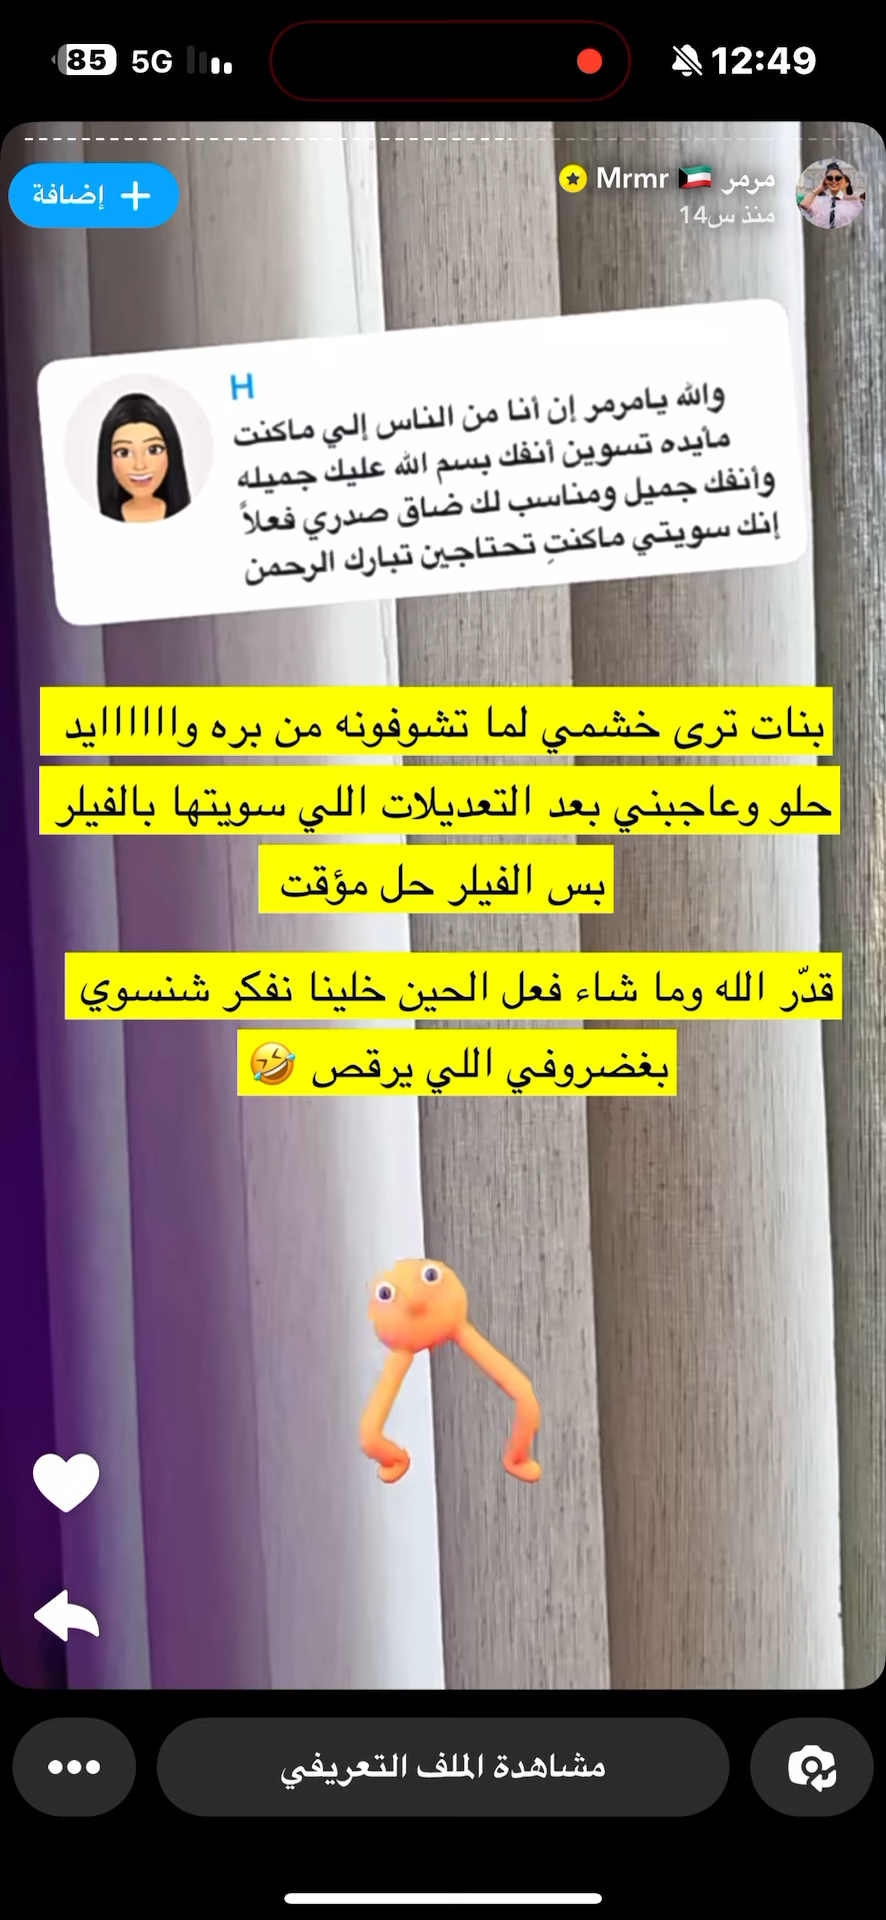 85 5G 12:49
مرمر 🇰🇼 Mrmr
منذ س14
إضافة +
H
والله يامرمر إن أنا من الناس إلي ماكنت
مأيده تسوين أنفك بسم الله عليك جميله
وأنفك جميل ومناسب لك ضاق صدري فعلاً
إنك سويتي ماكنتِ تحتاجين تبارك الرحمن
بنات ترى خشمي لما تشوفونه من بره واااااااايد
حلو وعاجبني بعد التعديلات اللي سويتها بالفيلر
بس الفيلر حل مؤقت
قدّر الله وما شاء فعل الحين خلينا نفكر شنسوي
بغضروفي اللي يرقص 🤣
مشاهدة الملف التعريفي